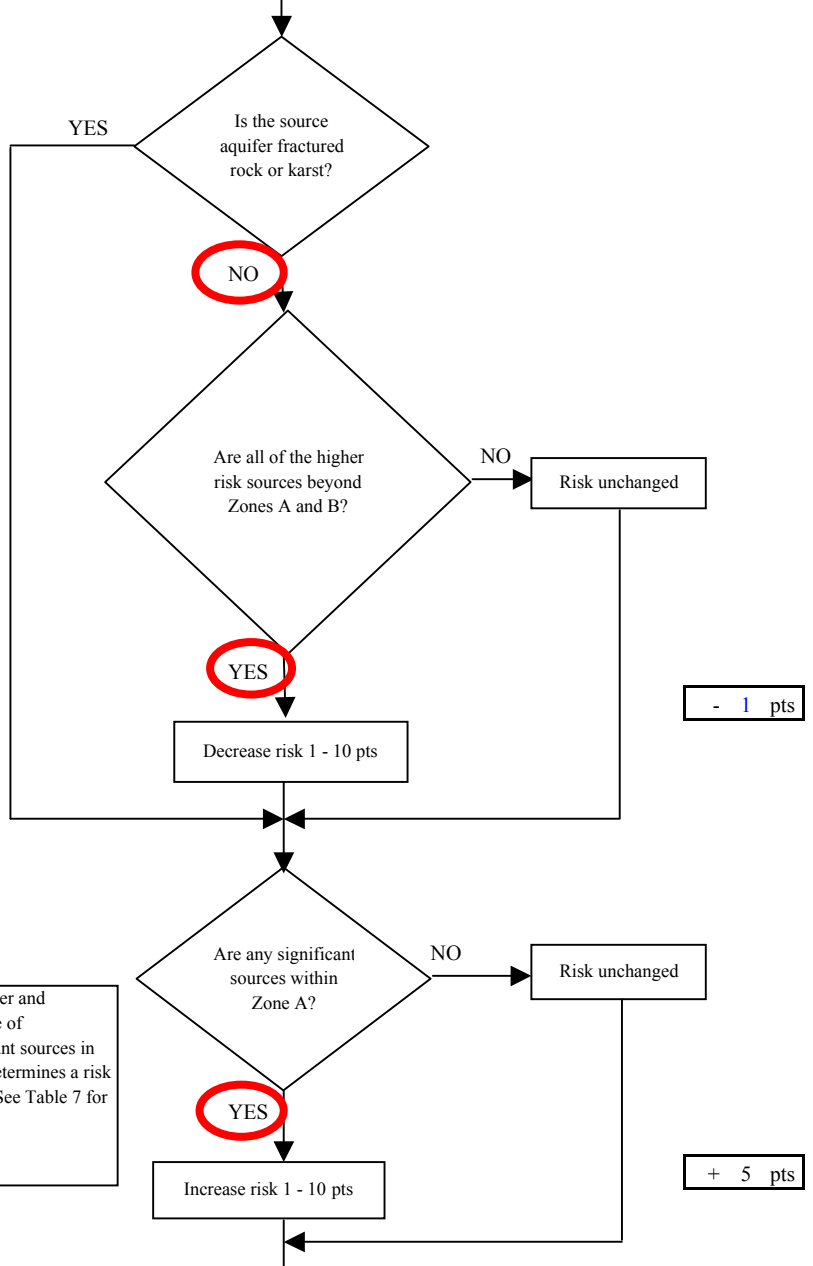 YES
Is the source
aquifer fractured
rock or karst?
NO
Are all of the higher
risk sources beyond
Zones A and B?
NO
Risk unchanged
YES
- 1 pts
Decrease risk 1 - 10 pts
Are any significant
sources within
Zone A?
NO
Risk unchanged
er and
e of
nt sources in
etermines a risk
See Table 7 for
YES
+ 5 pts
Increase risk 1 - 10 pts